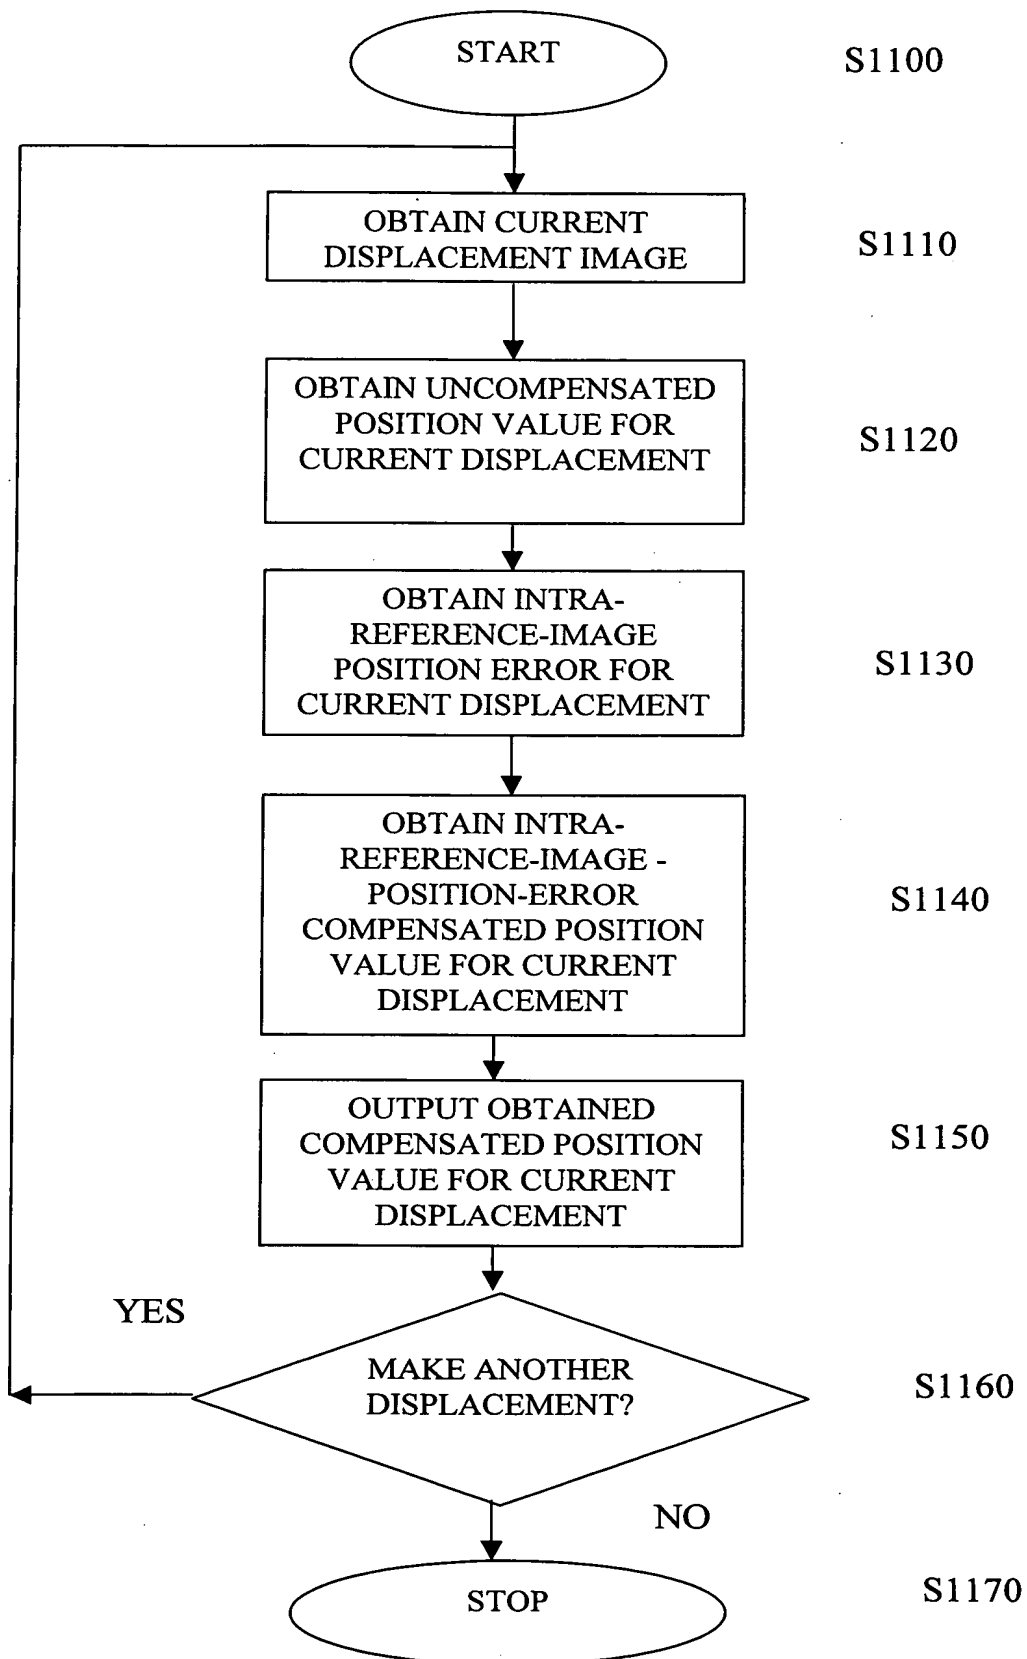 START
S1100
OBTAIN CURRENT
DISPLACEMENT IMAGE
S1110
OBTAIN UNCOMPENSATED
POSITION VALUE FOR
CURRENT DISPLACEMENT
S1120
OBTAIN INTRA-
REFERENCE-IMAGE
POSITION ERROR FOR
CURRENT DISPLACEMENT
S1130
OBTAIN INTRA-
REFERENCE-IMAGE -
POSITION-ERROR
COMPENSATED POSITION
VALUE FOR CURRENT
DISPLACEMENT
S1140
OUTPUT OBTAINED
COMPENSATED POSITION
VALUE FOR CURRENT
DISPLACEMENT
S1150
YES
MAKE ANOTHER
DISPLACEMENT?
S1160
NO
STOP
S1170